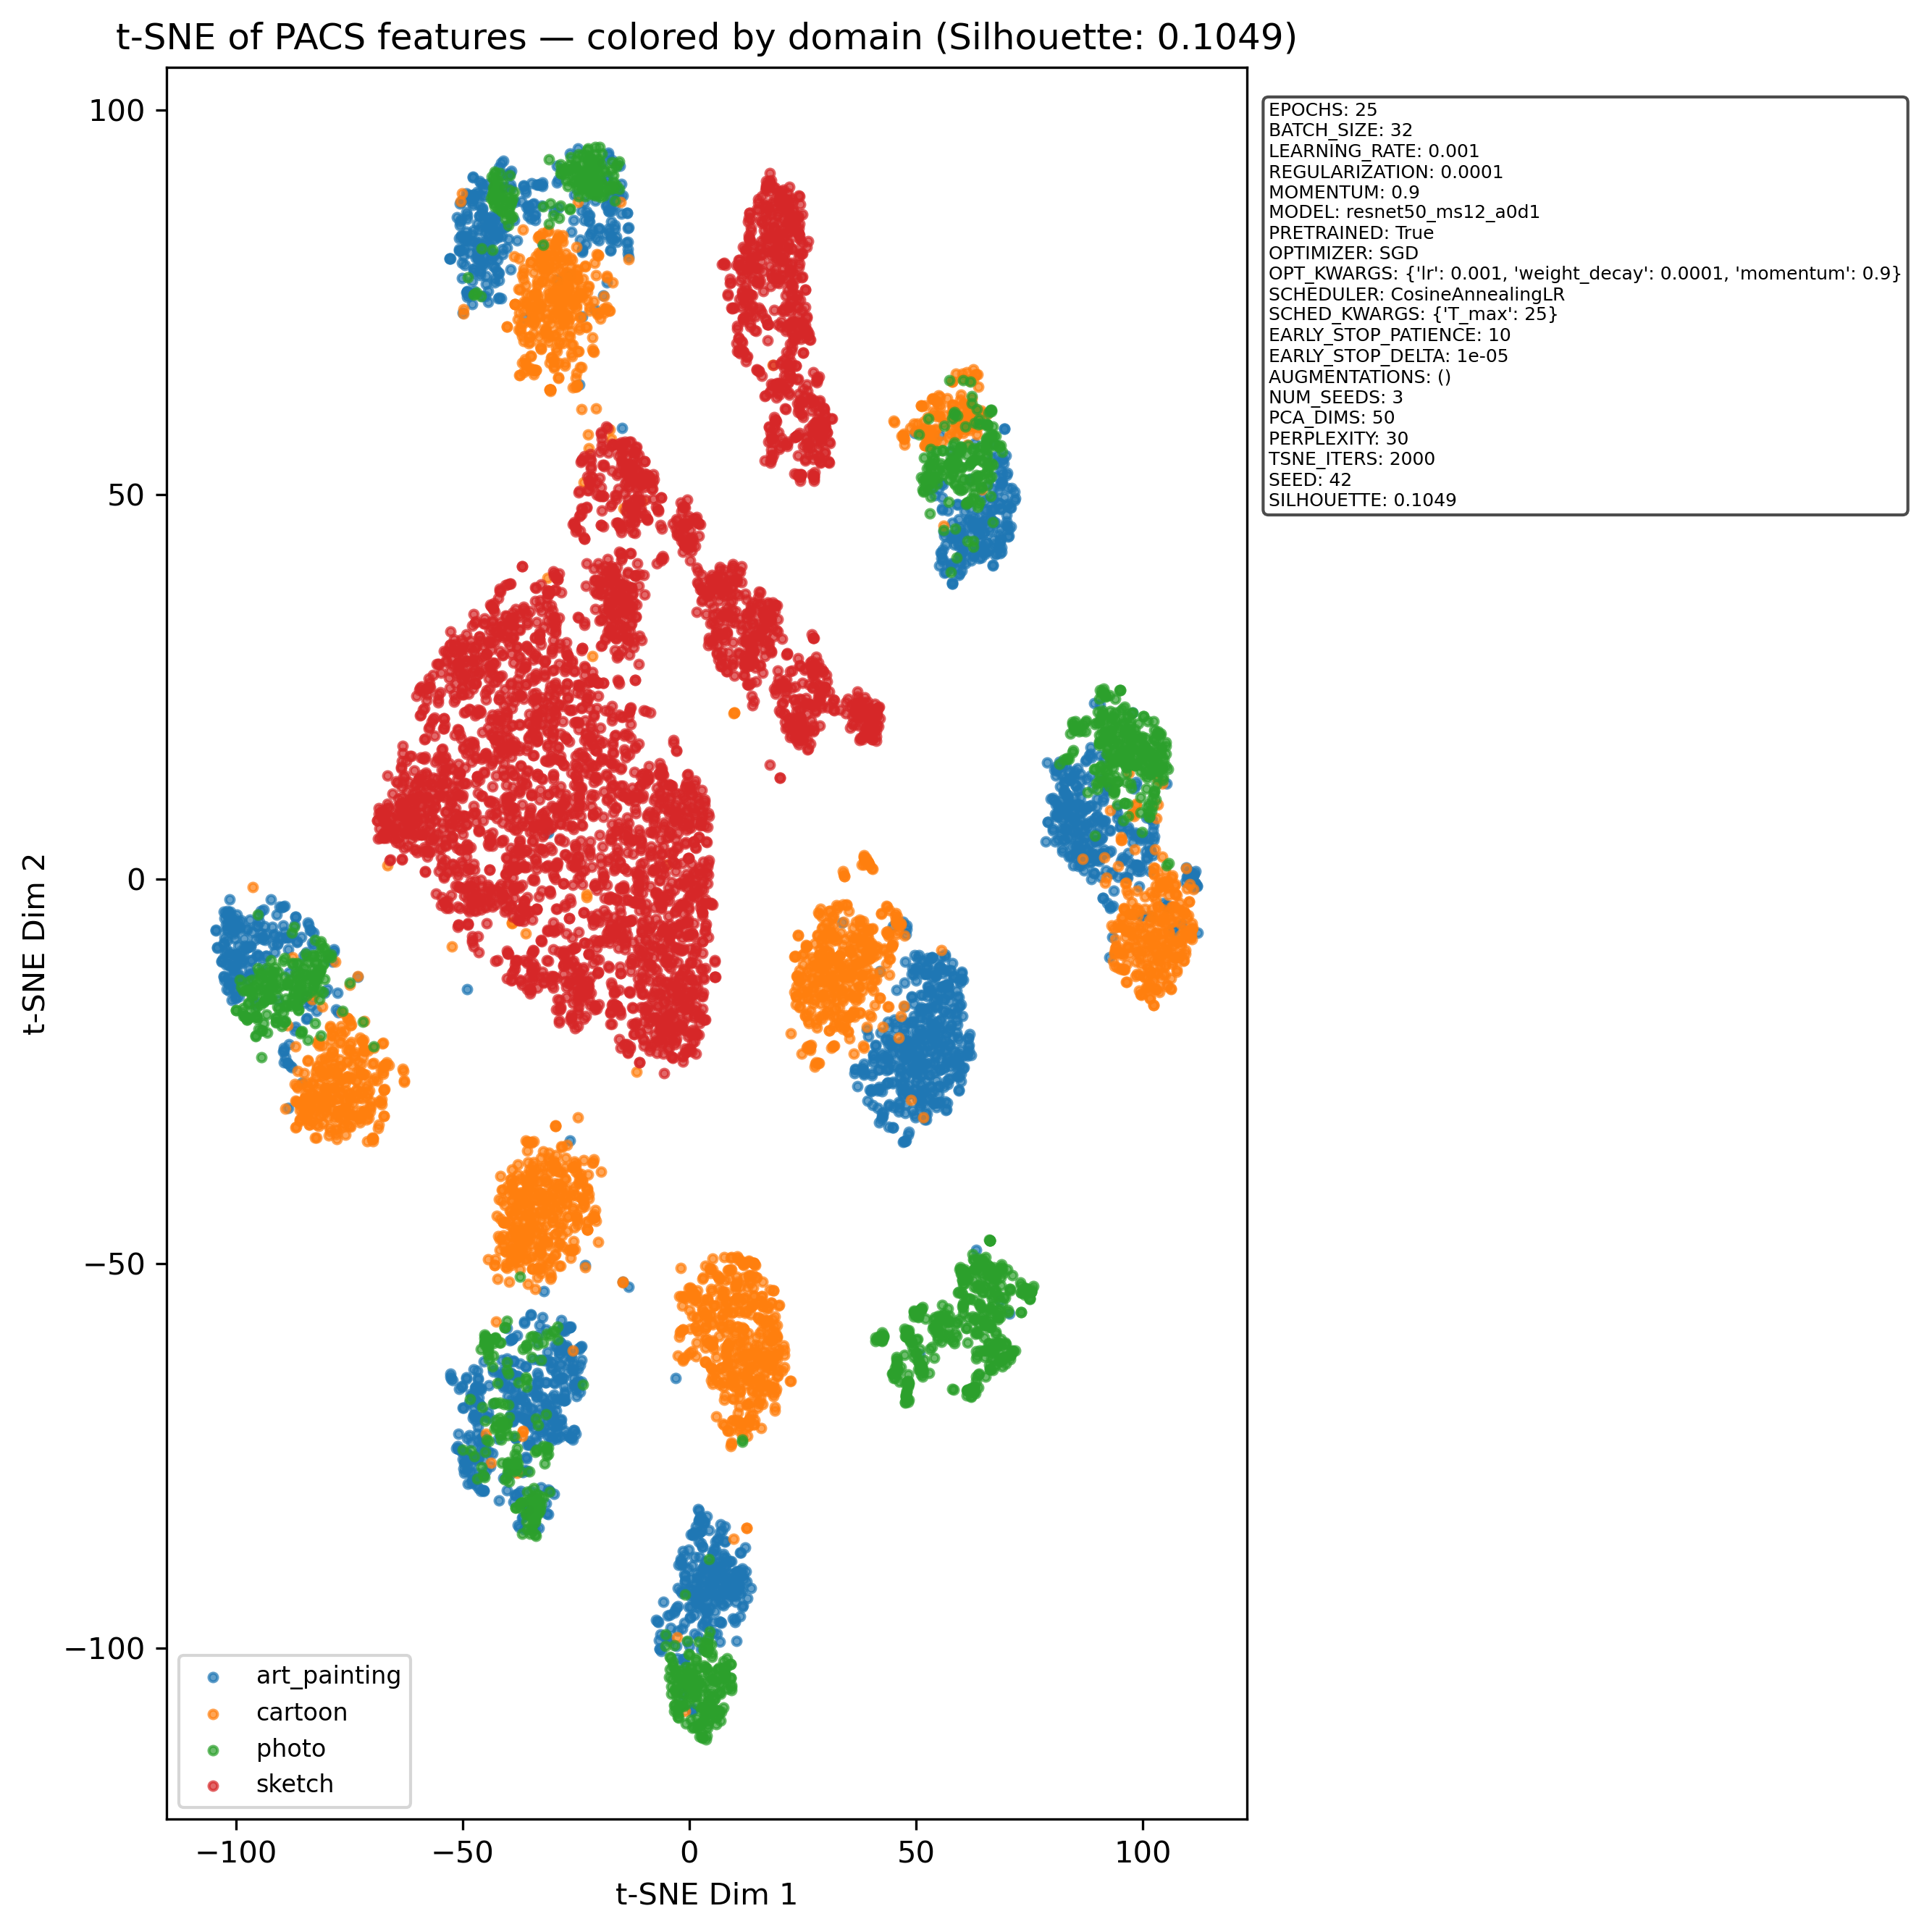 t-SNE of PACS features — colored by domain (Silhouette: 0.1049)
EPOCHS: 25
BATCH_SIZE: 32
LEARNING_RATE: 0.001
REGULARIZATION: 0.0001
MOMENTUM: 0.9
MODEL: resnet50_ms12_a0d1
PRETRAINED: True
OPTIMIZER: SGD
OPT_KWARGS: {'lr': 0.001, 'weight_decay': 0.0001, 'momentum': 0.9}
SCHEDULER: CosineAnnealingLR
SCHED_KWARGS: {'T_max': 25}
EARLY_STOP_PATIENCE: 10
EARLY_STOP_DELTA: 1e-05
AUGMENTATIONS: ()
NUM_SEEDS: 3
PCA_DIMS: 50
PERPLEXITY: 30
TSNE_ITERS: 2000
SEED: 42
SILHOUETTE: 0.1049
100
50
0
−50
−100
t-SNE Dim 2
art_painting
cartoon
photo
sketch
−100
−50
0
50
100
t-SNE Dim 1